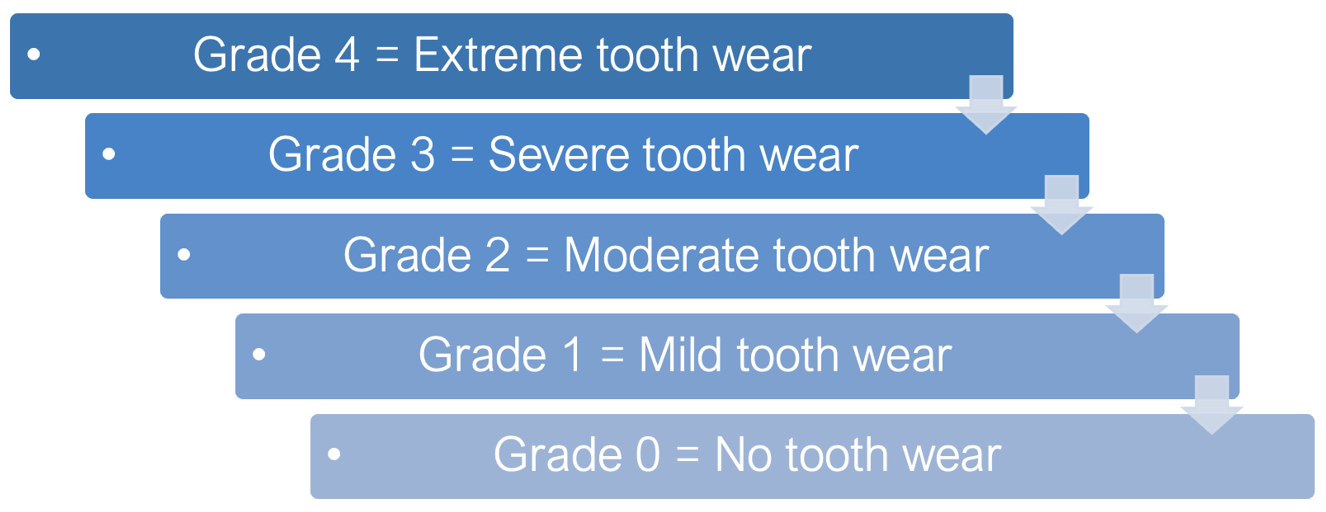 • Grade 4 = Extreme tooth wear
• Grade 3 = Severe tooth wear
• Grade 2 = Moderate tooth wear
• Grade 1 = Mild tooth wear
• Grade 0 = No tooth wear